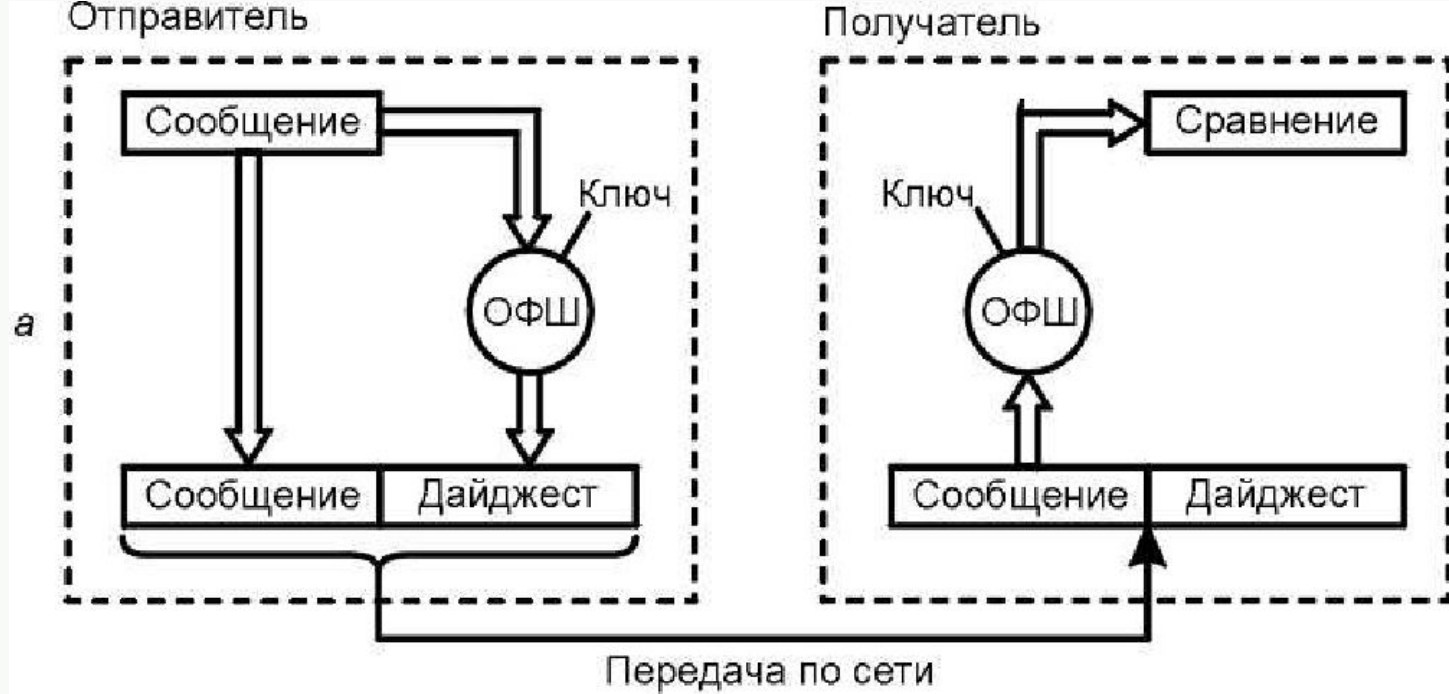 Отправитель
Получатель
Сообщение
Сравнение
Ключ
Ключ
ОФШ
ОФШ
а
Сообщение
Дайджест
Сообщение
Дайджест
Передача по сети